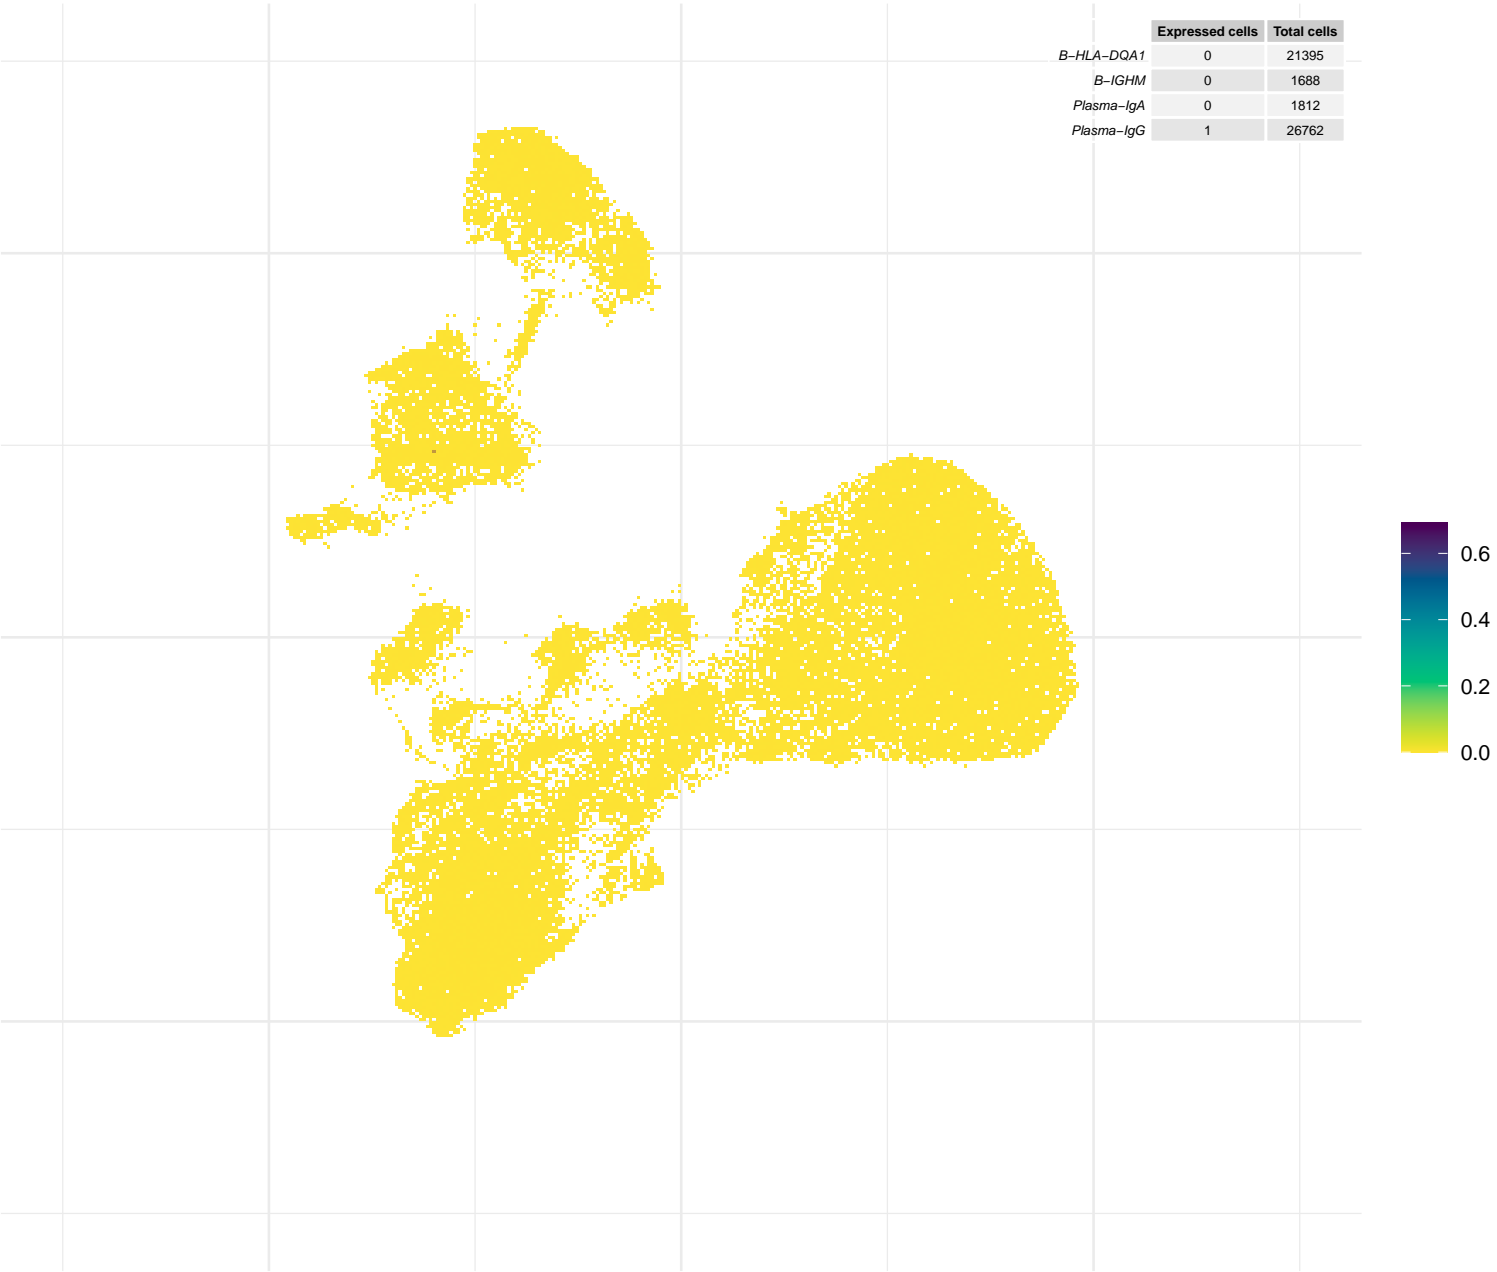 Expressed cells Total cells
B−HLA−DQA1 0 21395
B−IGHM 0 1688
Plasma−IgA 0 1812
Plasma−IgG 1 26762
0.6
0.4
0.2
0.0